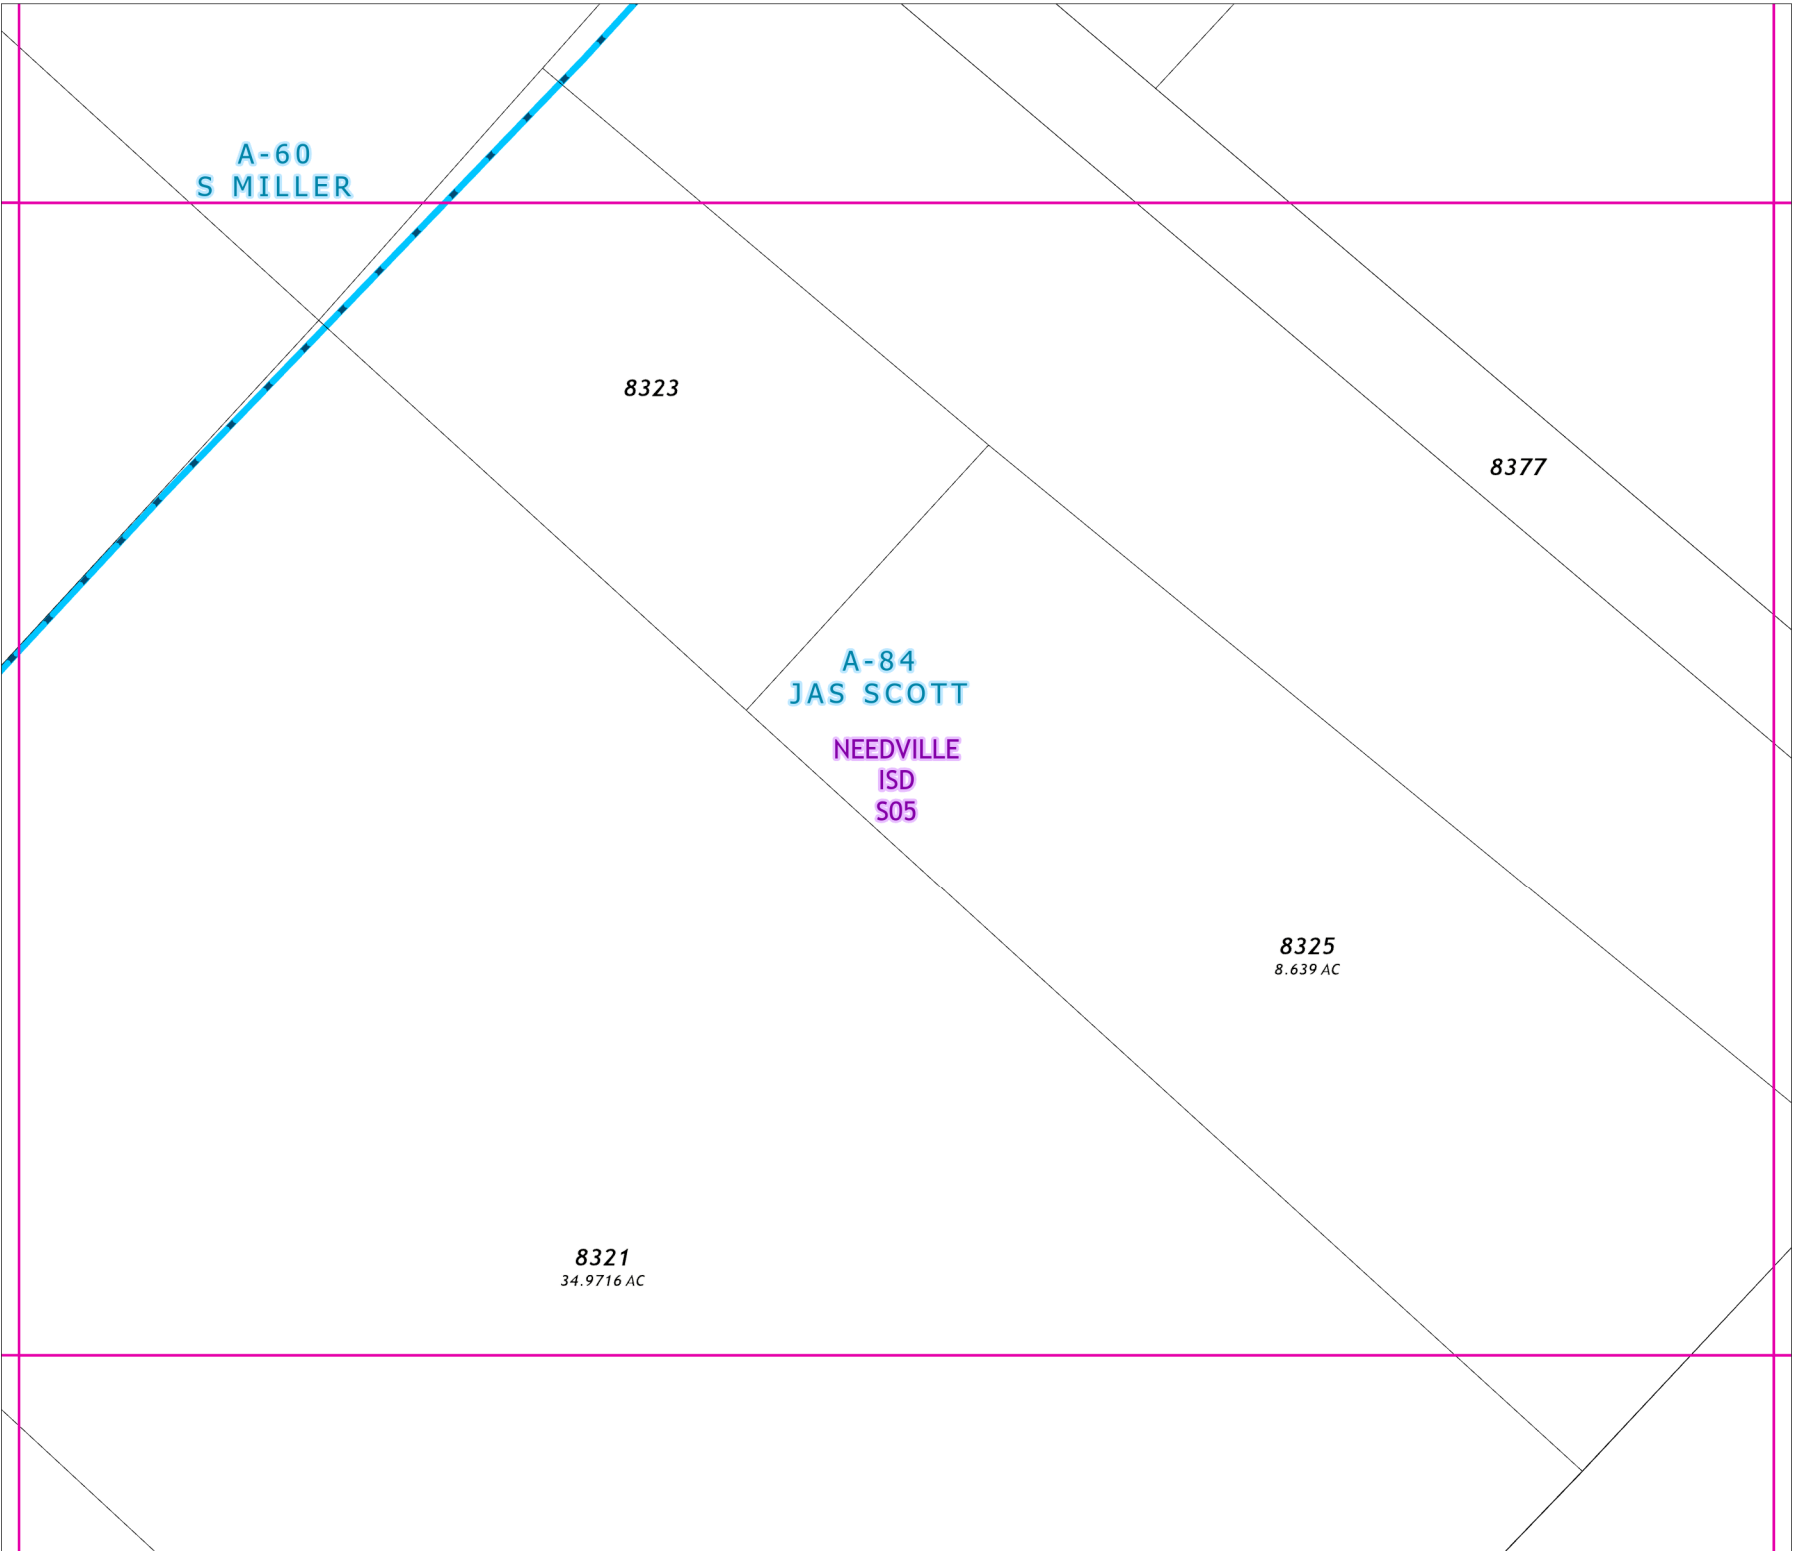 A-60
S MILLER
8323
8377
A-84
JAS SCOTT
NEEDVILLE
ISD
S05
8325
8.639 AC
8321
34.9716 AC